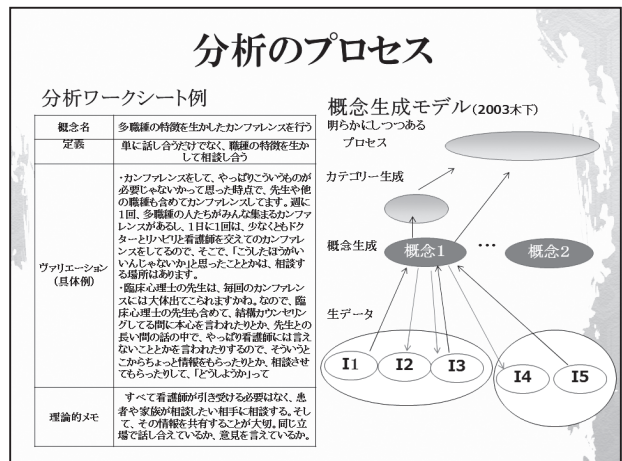 分析のプロセス
分析ワークシート例
概念名
多職種の特徴を生かしたカンファレンスを行う
定義
単に話し合うだけでなく、職種の特徴を生か
して相談し合う
ヴァリエーション
(具体例)
・カンファレンスをして、やっぱりこういうものが
必要じゃないかって思った時点で、先生や他
の職種も含めてカンファレンスしてます。週に
1回、多職種の人たちがみんな集まるカンファ
レンスがあるし、1日に1回は、少なくともドク
ターとリハビリと看護師を交えてのカンファレン
スをしてるので、そこで、「こうしたほうがい
いんじゃないか」と思ったこととかは、相談す
る場所はあります。
・臨床心理士の先生は、毎回のカンファレン
スには大体出てこられますかね。なので、臨
床心理士の先生も含めて、結構カウンセリン
グしてる間に本心を言われたりとか、先生との
長い間の話の中で、やっぱり看護師には言え
ないこととかを言われたりするので、そういうと
こからちょっと情報をもらったりとか、相談させ
てもらったりして、「どうしようか」って
理論的メモ
すべて看護師が引き受ける必要はなく、患
者や家族が相談したい相手に相談する。そし
て、その情報を共有することが大切。同じ立
場で話し合えているか、意見を言えているか。
概念生成モデル(2003木下)
明らかにしつつある
プロセス
カテゴリー生成
概念生成
概念1
…
概念2
生データ
I1
I2
I3
I4
I5